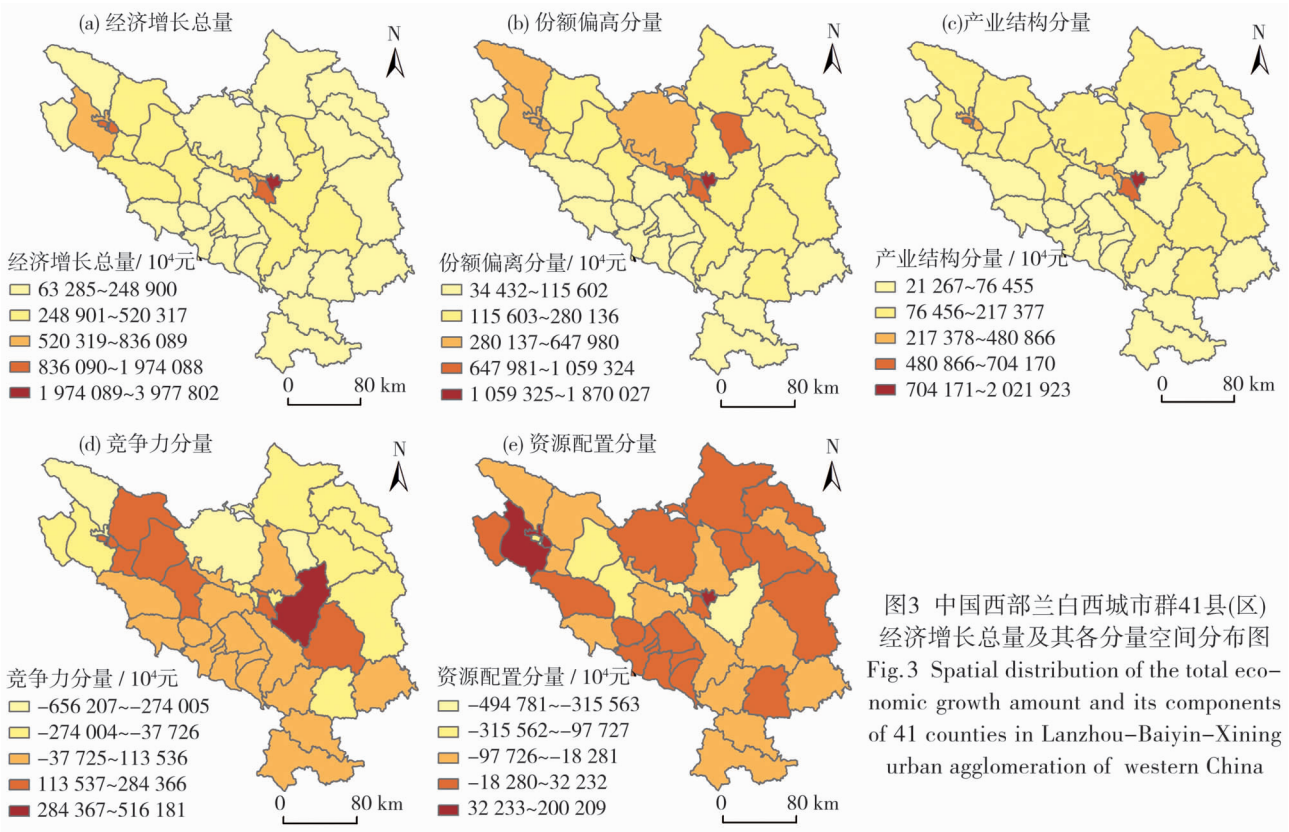 (a) 经济增长总量
N
经济增长总量/ 10⁴元
63 285~248 900
248 901~520 317
520 319~836 089
836 090~1 974 088
1 974 089~3 977 802
0 80 km
(b) 份额偏高分量
N
份额偏离分量/ 10⁴元
34 432~115 602
115 603~280 136
280 137~647 980
647 981~1 059 324
1 059 325~1 870 027
0 80 km
(c)产业结构分量
N
产业结构分量/ 10⁴元
21 267~76 455
76 456~217 377
217 378~480 866
480 866~704 170
704 171~2 021 923
0 80 km
(d) 竞争力分量
N
竞争力分量 / 10⁴元
-656 207~-274 005
-274 004~-37 726
-37 725~113 536
113 537~284 366
284 367~516 181
0 80 km
(e) 资源配置分量
N
资源配置分量/ 10⁴元
-494 781~-315 563
-315 562~-97 727
-97 726~-18 281
-18 280~32 232
32 233~200 209
0 80 km
图3 中国西部兰白西城市群41县(区)
经济增长总量及其各分量空间分布图
Fig.3 Spatial distribution of the total eco-
nomic growth amount and its components
of 41 counties in Lanzhou-Baiyin-Xining
urban agglomeration of western China